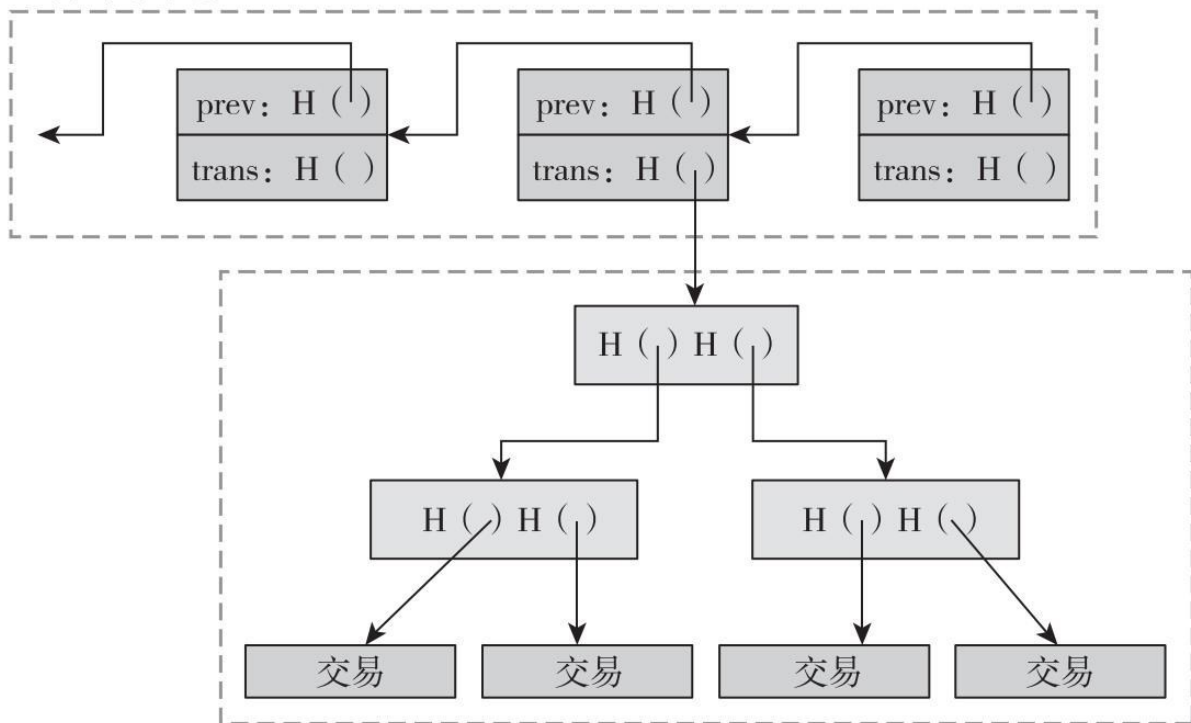 prev：H（ ）
prev：H（ ）
prev：H（ ）
trans：H（ ）
trans：H（ ）
trans：H（ ）
H（ ）H（ ）
H（ ）H（ ）
H（ ）H（ ）
交易
交易
交易
交易